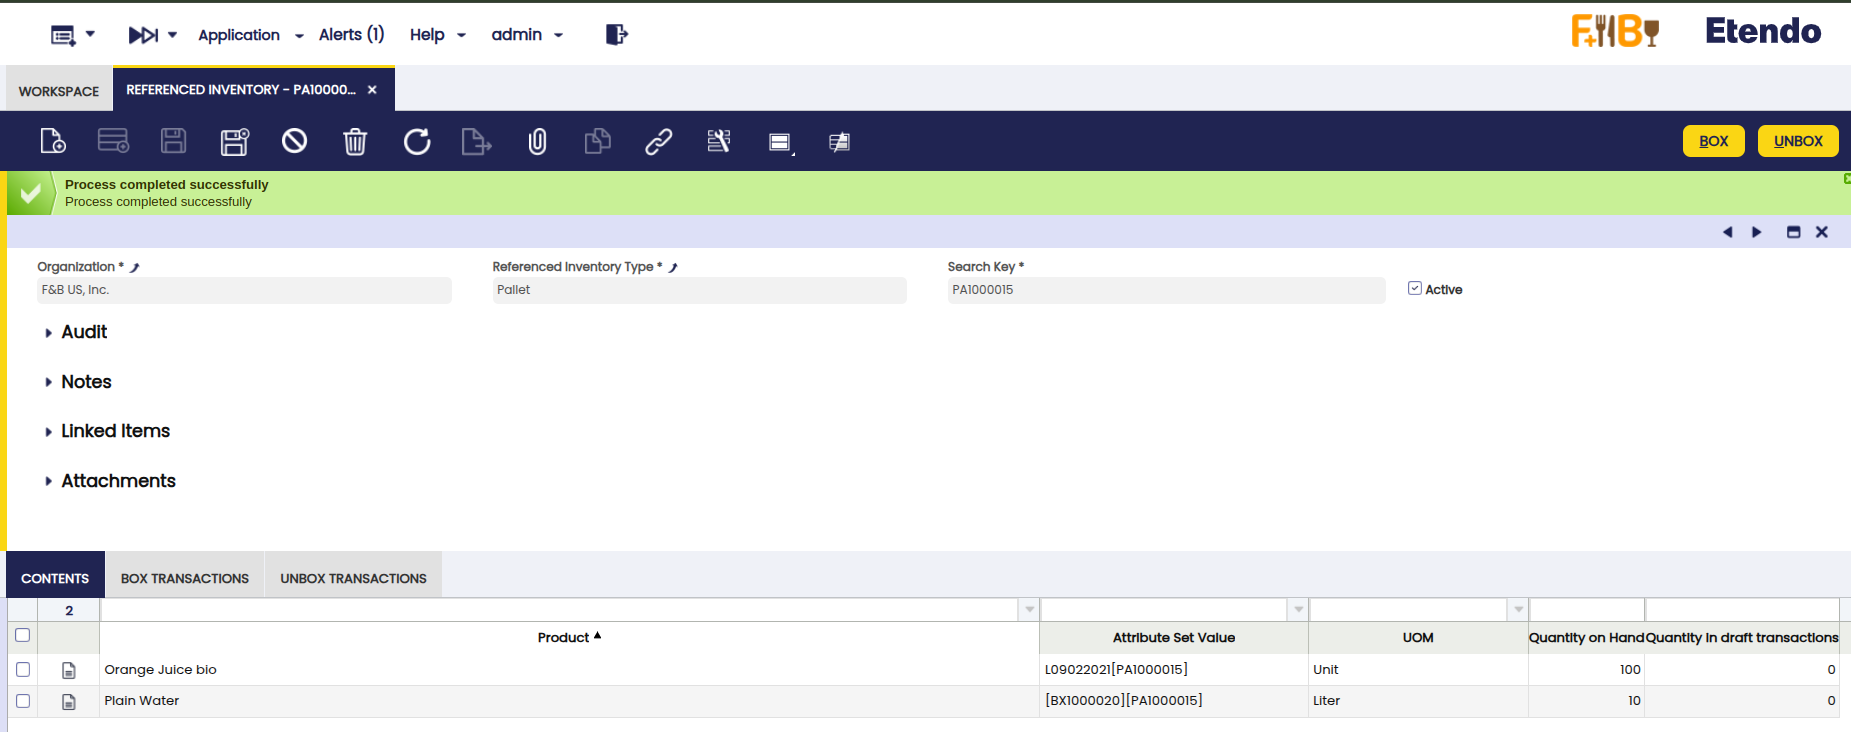 Application Alerts (1) Help admin F+B Etendo
WORKSPACE REFERENCED INVENTORY - PA10000... ×
BOX UNBOX
Process completed successfully
Process completed successfully
Organization * Referenced Inventory Type * Search Key *
F&B US, Inc. Pallet PA1000015 Active
Audit
Notes
Linked Items
Attachments
CONTENTS BOX TRANSACTIONS UNBOX TRANSACTIONS
2
Product Attribute Set Value UOM Quantity on Hand Quantity in draft transactions
Orange Juice bio L09022021[PA1000015] Unit 100 0
Plain Water [BX1000020][PA1000015] Liter 10 0